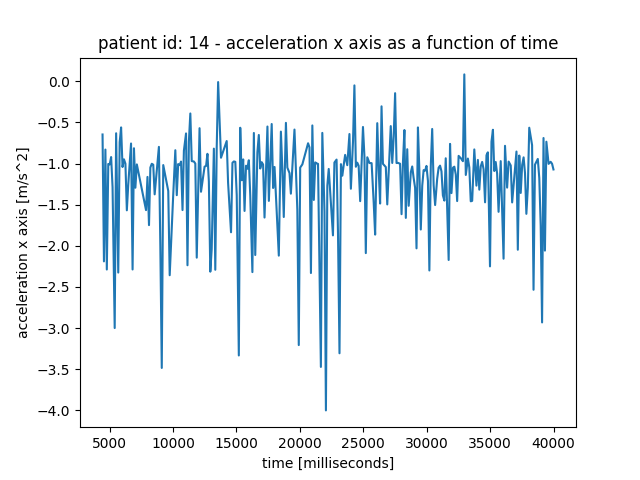 patient id: 14 - acceleration x axis as a function of time
acceleration x axis [m/s^2]
0.0
−0.5
−1.0
−1.5
−2.0
−2.5
−3.0
−3.5
−4.0
5000 10000 15000 20000 25000 30000 35000 40000
time [milliseconds]